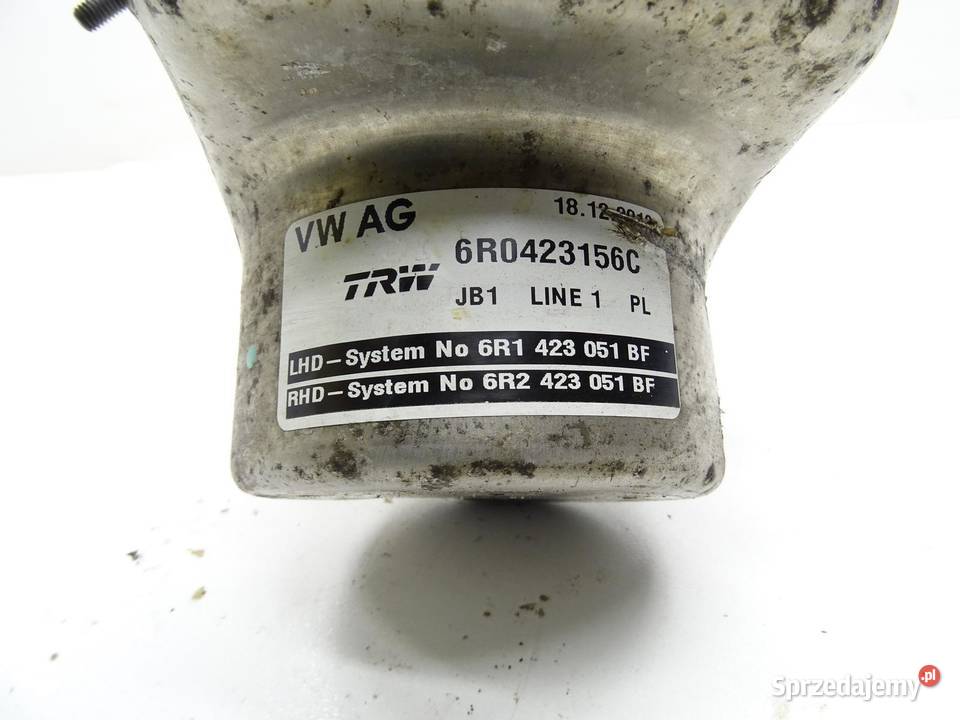 VW AG
18.12.
6R0423156C
TRW
JB1 LINE 1 PL
LHD-System No 6R1 423 051 BF
RHD-System No 6R2 423 051 BF
Sprzedajemy.pl